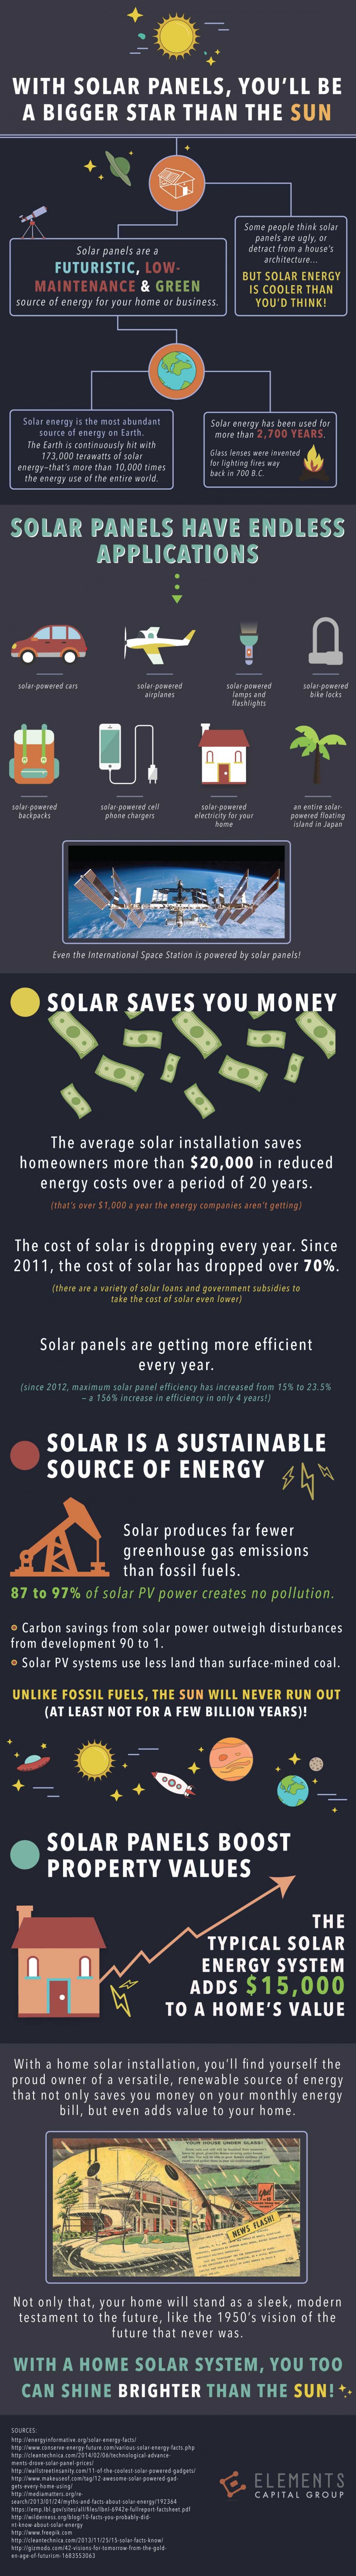 WITH SOLAR PANELS, YOU'LL BE
A BIGGER STAR THAN THE SUN
Some people think solar
panels are ugly, or
detract from a house's
architecture...
BUT SOLAR ENERGY
IS COOLER THAN
YOU'D THINK!
Solar panels are a
FUTURISTIC, LOW-
MAINTENANCE & GREEN
source of energy for your home or business.
Solar energy is the most abundant
source of energy on Earth.
The Earth is continuously hit with
173,000 terawatts of solar
energy—that's more than 10,000 times
the energy use of the entire world.
Solar energy has been used for
more than 2,700 YEARS.
Glass lenses were invented
for lighting fires way
back in 700 B.C.
SOLAR PANELS HAVE ENDLESS
APPLICATIONS
solar-powered cars
solar-powered
airplanes
solar-powered
lamps and
flashlights
solar-powered
bike locks
solar-powered
backpacks
solar-powered cell
phone chargers
solar-powered
electricity for your
home
an entire solar-
powered floating
island in Japan
Even the International Space Station is powered by solar panels!
SOLAR SAVES YOU MONEY
The average solar installation saves
homeowners more than $20,000 in reduced
energy costs over a period of 20 years.
(that's over $1,000 a year the energy companies aren't getting)
The cost of solar is dropping every year. Since
2011, the cost of solar has dropped over 70%.
(there are a variety of solar loans and government subsidies to
take the cost of solar even lower)
Solar panels are getting more efficient
every year.
(since 2012, maximum solar panel efficiency has increased from 15% to 23.5%
– a 156% increase in efficiency in only 4 years!)
SOLAR IS A SUSTAINABLE
SOURCE OF ENERGY
Solar produces far fewer
greenhouse gas emissions
than fossil fuels.
87 to 97% of solar PV power creates no pollution.
Carbon savings from solar power outweigh disturbances
from development 90 to 1.
Solar PV systems use less land than surface-mined coal.
UNLIKE FOSSIL FUELS, THE SUN WILL NEVER RUN OUT
(AT LEAST NOT FOR A FEW BILLION YEARS)!
SOLAR PANELS BOOST
PROPERTY VALUES
THE
TYPICAL SOLAR
ENERGY SYSTEM
ADDS $15,000
TO A HOME'S VALUE
With a home solar installation, you'll find yourself the
proud owner of a versatile, renewable source of energy
that not only saves you money on your monthly energy
bill, but even adds value to your home.
YOUR HOUSE UNDER GLASS!
NEWS FLASH!
Not only that, your home will stand as a sleek, modern
testament to the future, like the 1950's vision of the
future that never was.
WITH A HOME SOLAR SYSTEM, YOU TOO
CAN SHINE BRIGHTER THAN THE SUN!
SOURCES:
http://energyinformative.org/solar-energy-facts/
http://www.conserve-energy-future.com/various-solar-energy-facts.php
http://cleantechnica.com/2014/02/06/technological-advance-
ments-drove-solar-panel-prices/
http://wallstreetinsanity.com/11-of-the-coolest-solar-powered-gadgets/
http://www.makeuseof.com/tag/12-awesome-solar-powered-gad-
gets-every-home-using/
http://mediamatters.org/re-
search/2013/01/24/myths-and-facts-about-solar-energy/192364
https://emp.lbl.gov/sites/all/files/lbnl-6942e-fullreport-factsheet.pdf
http://wilderness.org/blog/10-facts-you-probably-did-
nt-know-about-solar-energy
http://www.freepik.com
http://cleantechnica.com/2013/11/25/15-solar-facts-know/
http://gizmodo.com/42-visions-for-tomorrow-from-the-gold-
en-age-of-futurism-1683553063
ELEMENTS
CAPITAL GROUP